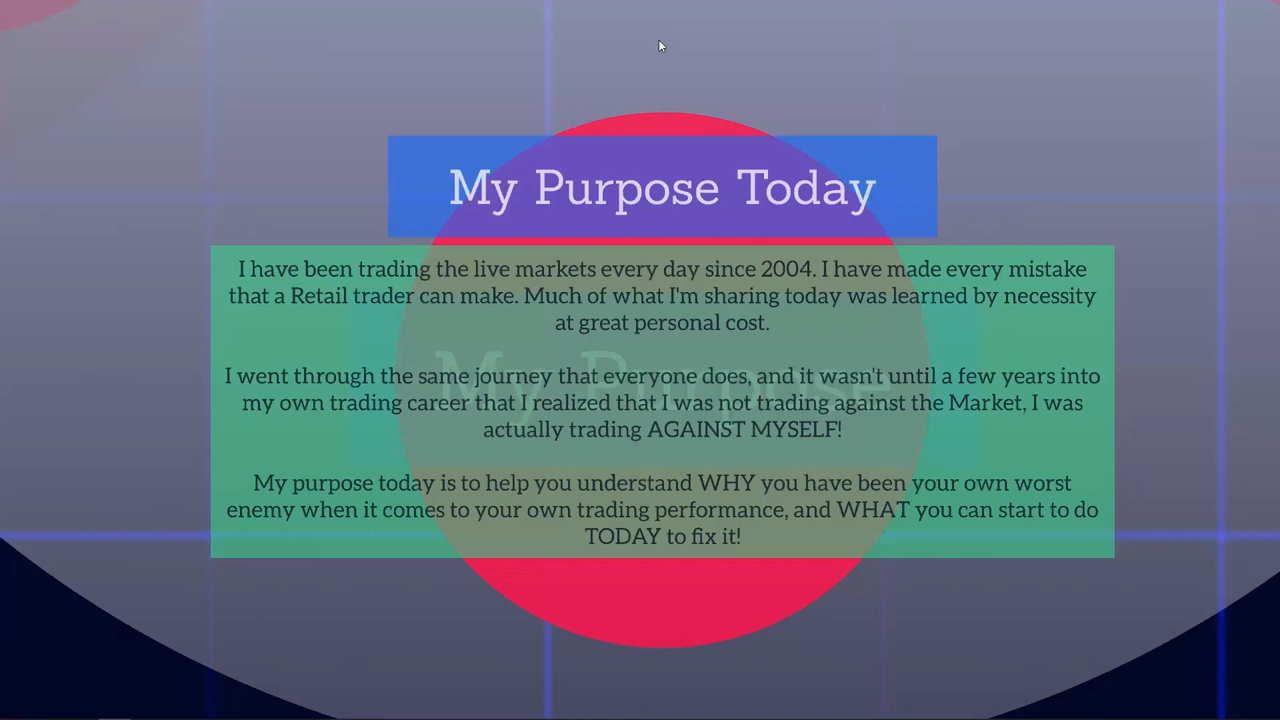 My Purpose Today
I have been trading the live markets every day since 2004. I have made every mistake
that a Retail trader can make. Much of what I'm sharing today was learned by necessity
at great personal cost.
I went through the same journey that everyone does, and it wasn't until a few years into
my own trading career that I realized that I was not trading against the Market, I was
actually trading AGAINST MYSELF!
My Purpose
My purpose today is to help you understand WHY you have been your own worst
enemy when it comes to your own trading performance, and WHAT you can start to do
TODAY to fix it!